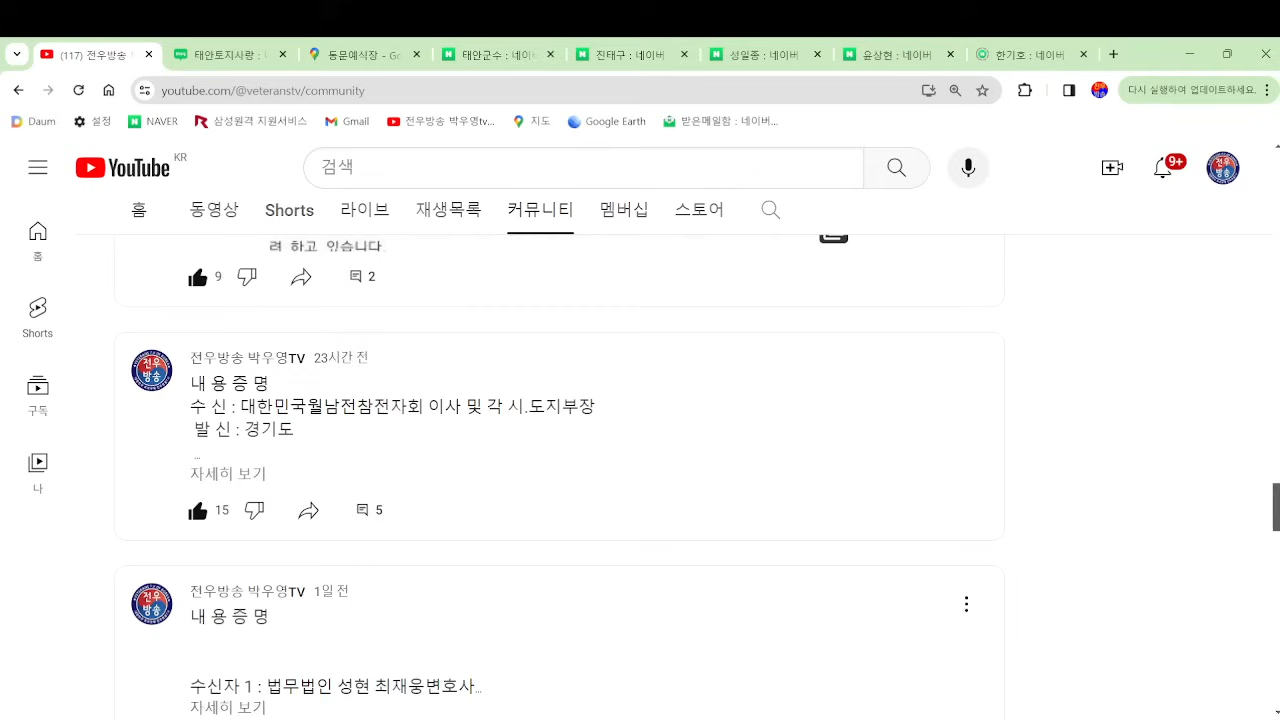 (117) 전우방송
태안토지사랑 :
동문예식장 - Go
태안군수 : 네이버
진태구 : 네이버
성일종 : 네이버
윤상현 : 네이버
한기호 : 네이버
youtube.com/@veteranstv/community
다시 실행하여 업데이트하세요.
Daum
설정
NAVER
삼성원격 지원서비스
Gmail
전우방송 박우영tv...
지도
Google Earth
받은메일함 : 네이버...
YouTube KR
검색
9+
홈 동영상 Shorts 라이브 재생목록 커뮤니티 멤버십 스토어
홈
Shorts
구독
나
려 하고 있습니다.
9
2
전우방송 박우영TV 23시간 전
내 용 증 명
수 신 : 대한민국월남전참전자회 이사 및 각 시.도지부장
발 신 : 경기도
...
자세히 보기
15
5
전우방송 박우영TV 1일 전
내 용 증 명
수신자 1 : 법무법인 성현 최재웅변호사...
자세히 보기